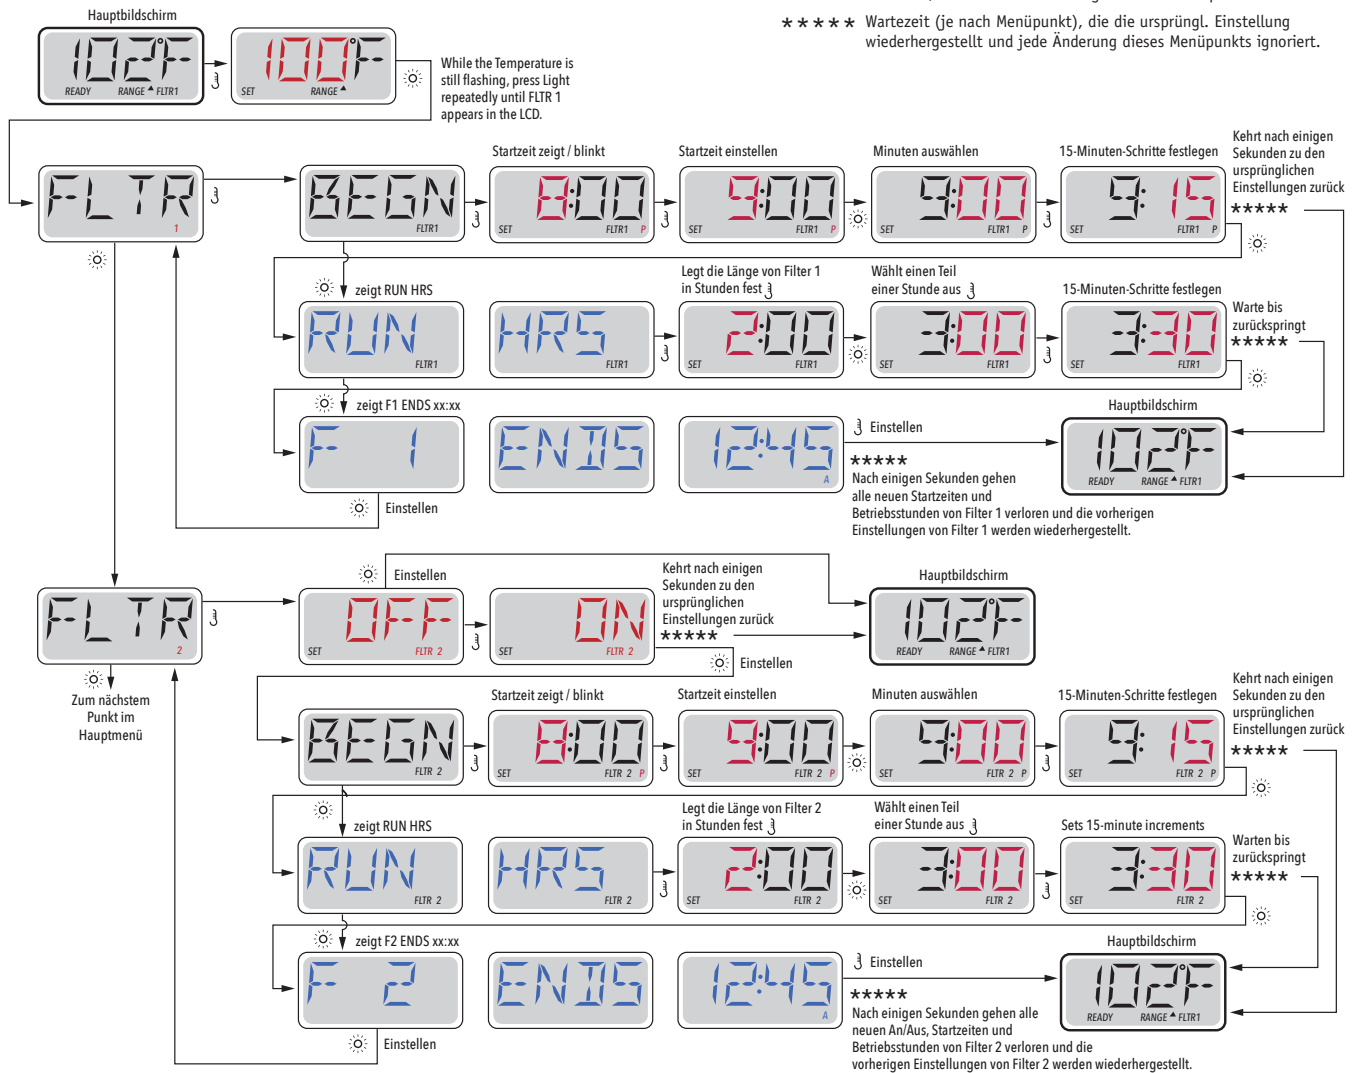 ***** Wartezeit (je nach Menüpunkt), die die ursprüngl. Einstellung
wiederhergestellt und jede Änderung dieses Menüpunkts ignoriert.
Hauptbildschirm
102°F
READY RANGE FLTR1
100°F
SET RANGE
While the Temperature is
still flashing, press Light
repeatedly until FLTR 1
appears in the LCD.
FLTR
1
BEGN
FLTR1
Startzeit zeigt / blinkt
8:00
SET FLTR1 P
Startzeit einstellen
9:00
SET FLTR1 P
Minuten auswählen
9:00
SET FLTR1 P
15-Minuten-Schritte festlegen
9:15
SET FLTR1 P
Kehrt nach einigen
Sekunden zu den
ursprünglichen
Einstellungen zurück
*****
zeigt RUN HRS
RUN
FLTR1
HRS
FLTR1
Legt die Länge von Filter 1
in Stunden fest
2:00
SET FLTR1
Wählt einen Teil
einer Stunde aus
3:00
SET FLTR1
15-Minuten-Schritte festlegen
3:30
SET FLTR1
Warte bis
zurückspringt
*****
zeigt F1 ENDS xx:xx
F 1
ENDS
12:45
A
Einstellen
*****
Nach einigen Sekunden gehen
alle neuen Startzeiten und
Betriebsstunden von Filter 1 verloren und die vorherigen
Einstellungen von Filter 1 werden wiederhergestellt.
Hauptbildschirm
102°F
READY RANGE FLTR1
Einstellen
FLTR
2
Zum nächstem
Punkt im
Hauptmenü
Einstellen
OFF
SET FLTR 2
ON
SET FLTR 2
Kehrt nach einigen
Sekunden zu den
ursprünglichen
Einstellungen zurück
*****
Einstellen
Hauptbildschirm
102°F
READY RANGE FLTR1
BEGN
FLTR 2
Startzeit zeigt / blinkt
8:00
SET FLTR 2 P
Startzeit einstellen
9:00
SET FLTR 2 P
Minuten auswählen
9:00
SET FLTR 2 P
15-Minuten-Schritte festlegen
9:15
SET FLTR 2 P
Kehrt nach einigen
Sekunden zu den
ursprünglichen
Einstellungen zurück
*****
zeigt RUN HRS
RUN
FLTR 2
HRS
FLTR 2
Legt die Länge von Filter 2
in Stunden fest
2:00
SET FLTR 2
Wählt einen Teil
einer Stunde aus
3:00
SET FLTR 2
Sets 15-minute increments
3:30
SET FLTR 2
Warten bis
zurückspringt
*****
zeigt F2 ENDS xx:xx
F 2
ENDS
12:45
A
Einstellen
*****
Nach einigen Sekunden gehen alle
neuen An/Aus, Startzeiten und
Betriebsstunden von Filter 2 verloren und die
vorherigen Einstellungen von Filter 2 werden wiederhergestellt.
Hauptbildschirm
102°F
READY RANGE FLTR1
Einstellen